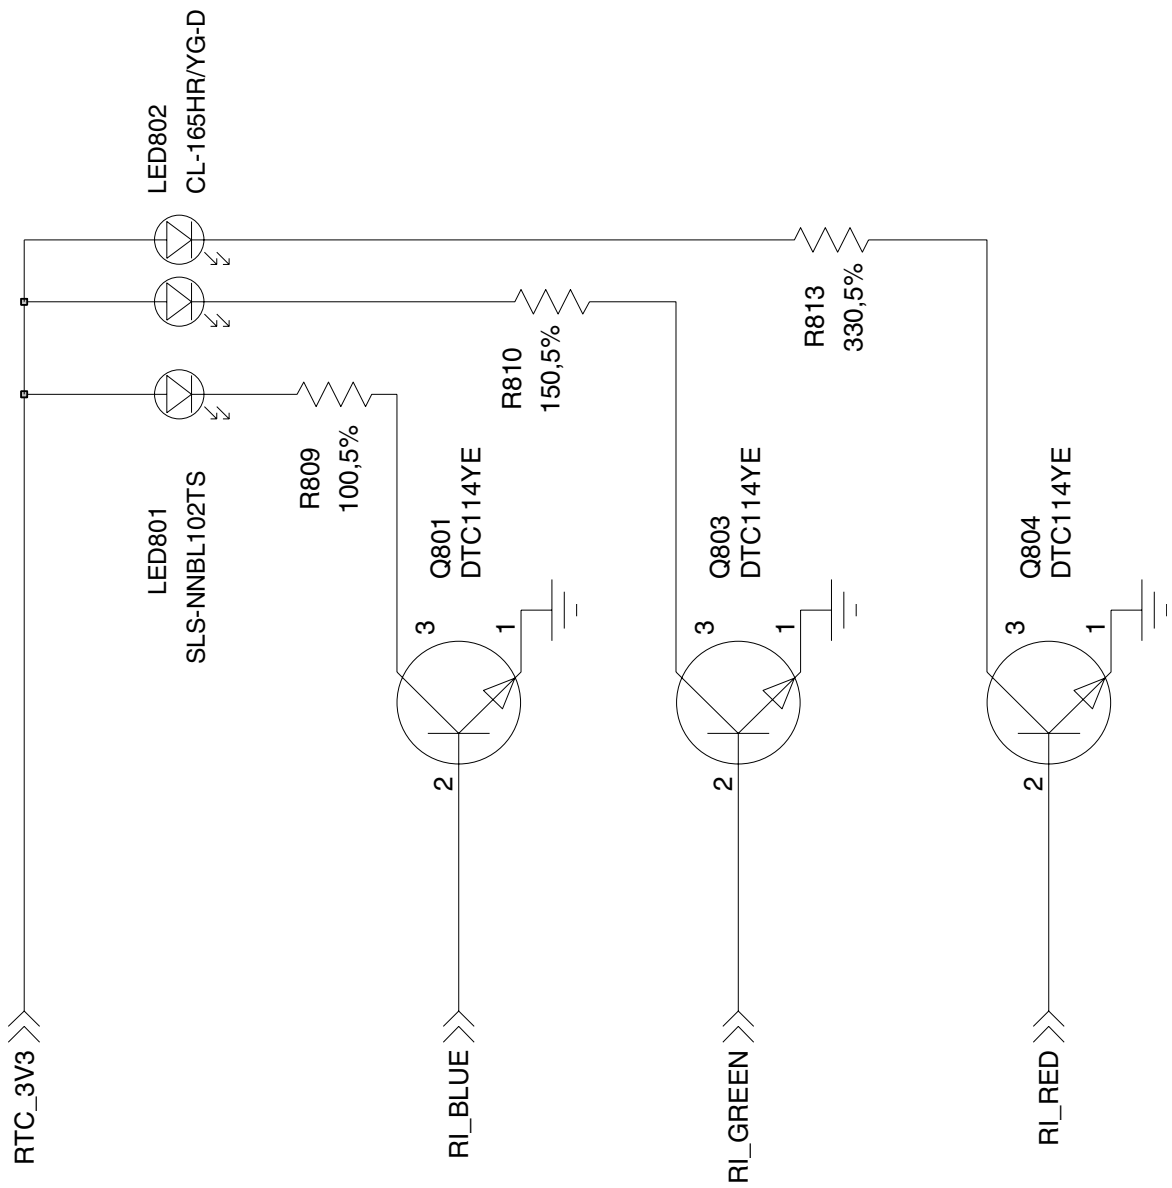 RTC_3V3
LED802
CL-165HR/YG-D
LED801
SLS-NNBL102TS
R809
100,5%
R810
150,5%
R813
330,5%
RI_BLUE
2
3
1
Q801
DTC114YE
RI_GREEN
2
3
1
Q803
DTC114YE
RI_RED
2
3
1
Q804
DTC114YE